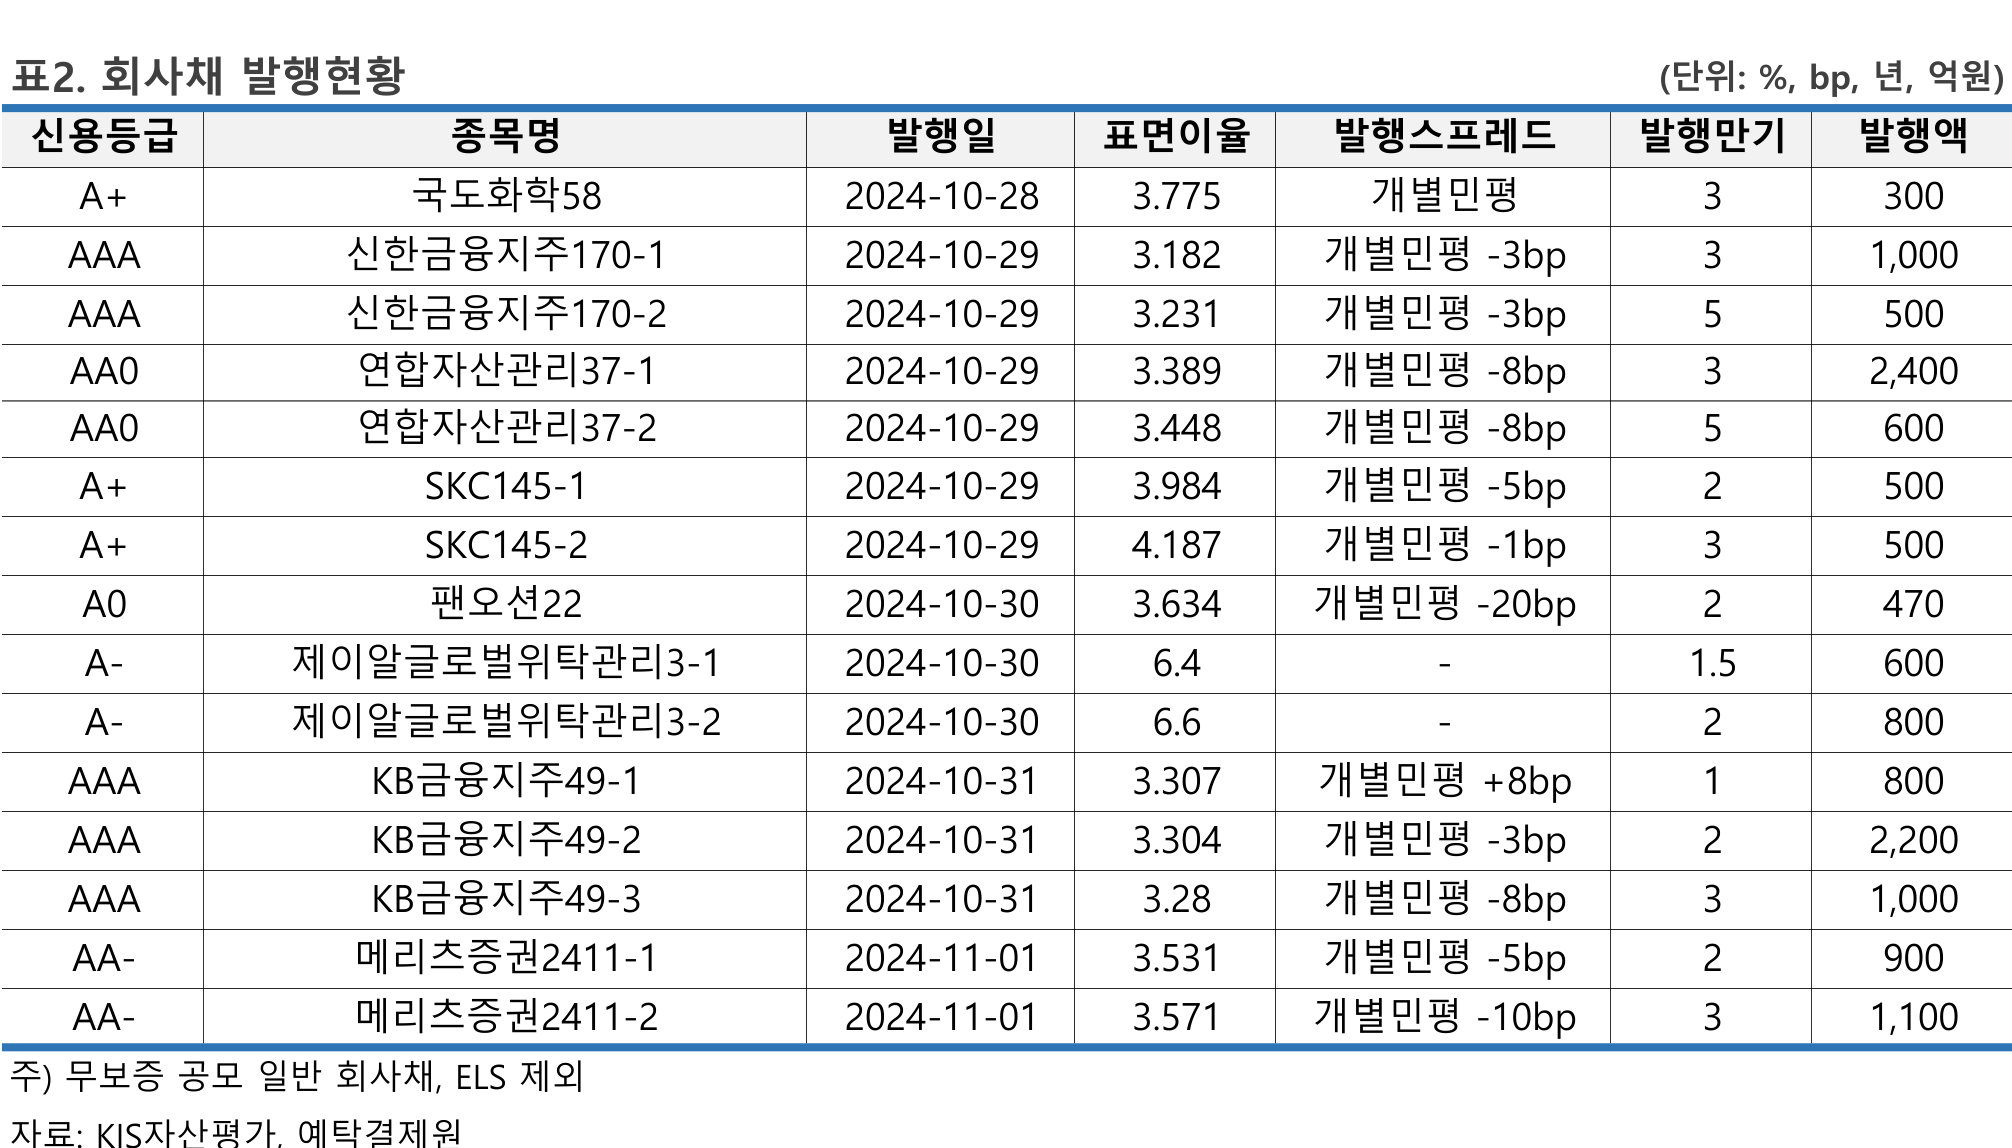 표2. 회사채 발행현황 (단위: %, bp, 년, 억원)
신용등급 종목명 발행일 표면이율 발행스프레드 발행만기 발행액
A+ 국도화학58 2024-10-28 3.775 개별민평 3 300
AAA 신한금융지주170-1 2024-10-29 3.182 개별민평 -3bp 3 1,000
AAA 신한금융지주170-2 2024-10-29 3.231 개별민평 -3bp 5 500
AA0 연합자산관리37-1 2024-10-29 3.389 개별민평 -8bp 3 2,400
AA0 연합자산관리37-2 2024-10-29 3.448 개별민평 -8bp 5 600
A+ SKC145-1 2024-10-29 3.984 개별민평 -5bp 2 500
A+ SKC145-2 2024-10-29 4.187 개별민평 -1bp 3 500
A0 팬오션22 2024-10-30 3.634 개별민평 -20bp 2 470
A- 제이알글로벌위탁관리3-1 2024-10-30 6.4 - 1.5 600
A- 제이알글로벌위탁관리3-2 2024-10-30 6.6 - 2 800
AAA KB금융지주49-1 2024-10-31 3.307 개별민평 +8bp 1 800
AAA KB금융지주49-2 2024-10-31 3.304 개별민평 -3bp 2 2,200
AAA KB금융지주49-3 2024-10-31 3.28 개별민평 -8bp 3 1,000
AA- 메리츠증권2411-1 2024-11-01 3.531 개별민평 -5bp 2 900
AA- 메리츠증권2411-2 2024-11-01 3.571 개별민평 -10bp 3 1,100
주) 무보증 공모 일반 회사채, ELS 제외
자료: KIS자산평가, 예탁결제원